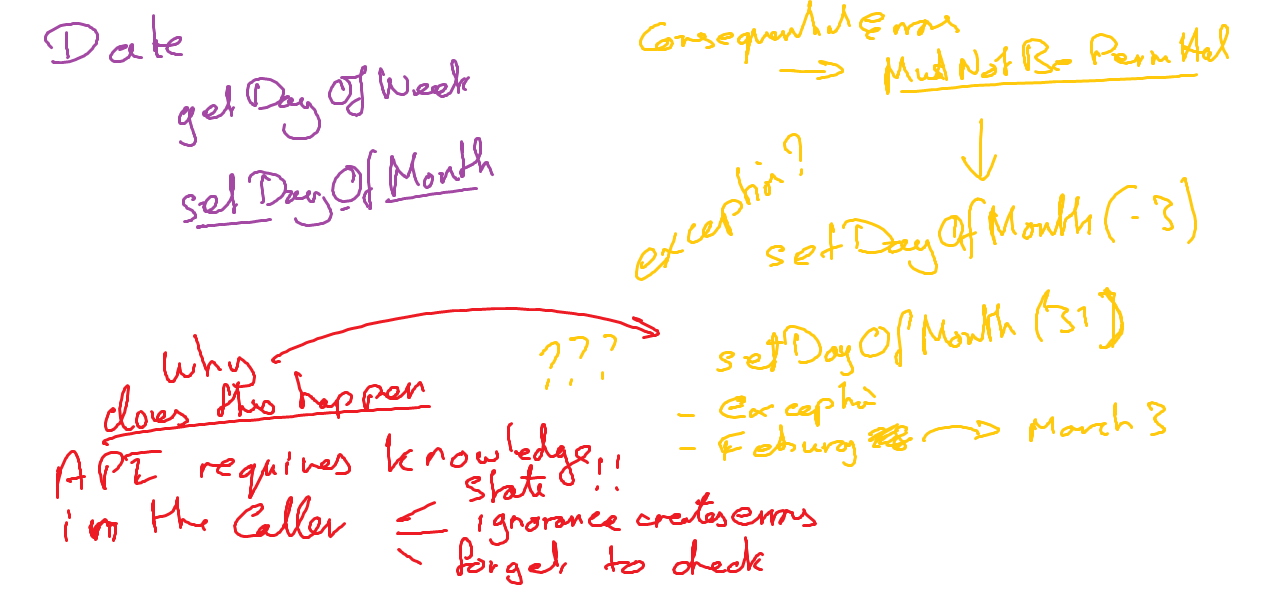 Date
getDayOfWeek
setDayOfMonth
Consequential Errors
→ Must Not Be Permitted
exception?
setDayOfMonth(-3)
setDayOfMonth(31)
???
- Exception
- Feburay → March 3
Why
does this happen
API requires knowledge!!
in the Caller
State
ignorance creates errors
forget to check